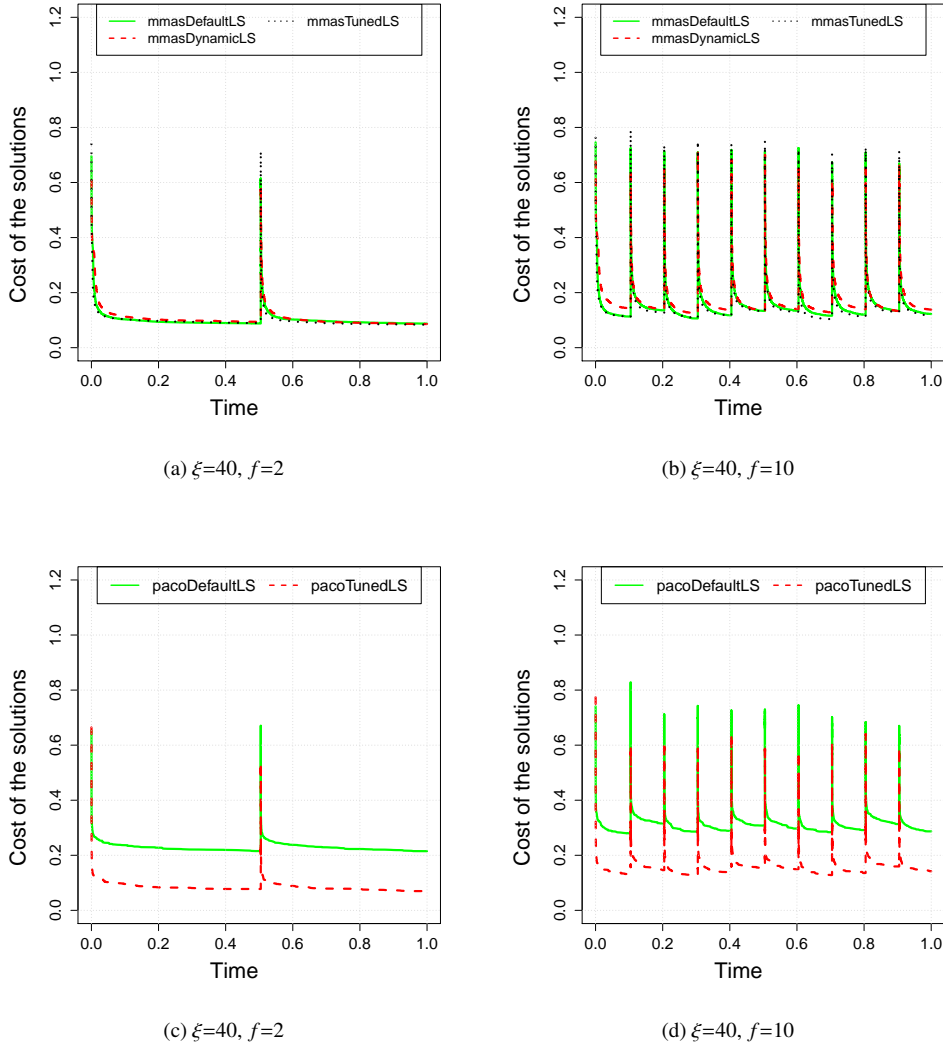 mmasDefaultLS mmasTunedLS
mmasDynamicLS
Cost of the solutions
1.2
1.0
0.8
0.6
0.4
0.2
0.0
0.0 0.2 0.4 0.6 0.8 1.0
Time
(a) ξ=40, f=2
mmasDefaultLS mmasTunedLS
mmasDynamicLS
Cost of the solutions
1.2
1.0
0.8
0.6
0.4
0.2
0.0
0.0 0.2 0.4 0.6 0.8 1.0
Time
(b) ξ=40, f=10
pacoDefaultLS pacoTunedLS
Cost of the solutions
1.2
1.0
0.8
0.6
0.4
0.2
0.0
0.0 0.2 0.4 0.6 0.8 1.0
Time
(c) ξ=40, f=2
pacoDefaultLS pacoTunedLS
Cost of the solutions
1.2
1.0
0.8
0.6
0.4
0.2
0.0
0.0 0.2 0.4 0.6 0.8 1.0
Time
(d) ξ=40, f=10